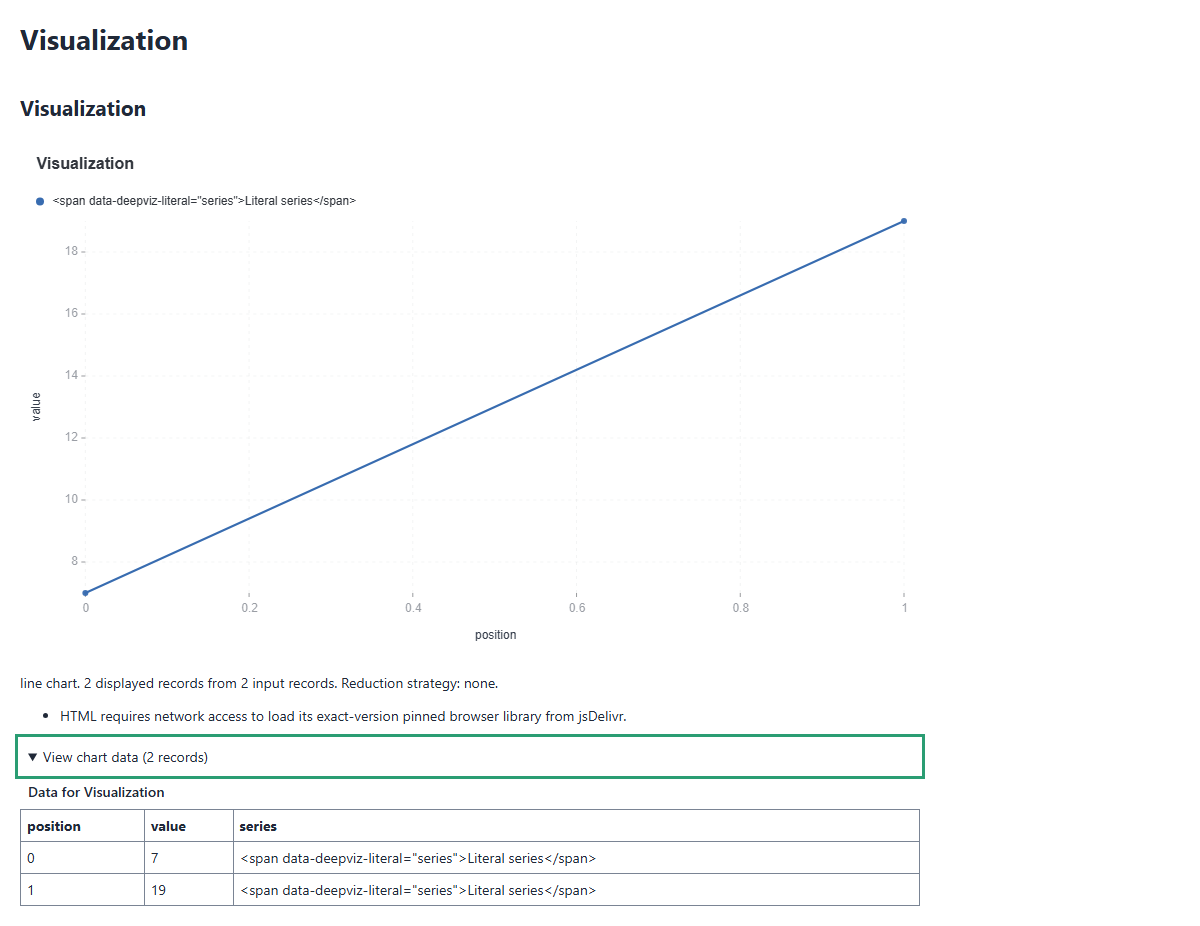 Visualization
Visualization
Visualization
<span data-deepviz-literal="series">Literal series</span>
18
16
14
12
10
8
value
0 0.2 0.4 0.6 0.8 1
position
line chart. 2 displayed records from 2 input records. Reduction strategy: none.
• HTML requires network access to load its exact-version pinned browser library from jsDelivr.
▼ View chart data (2 records)
Data for Visualization
position value series
0 7 <span data-deepviz-literal="series">Literal series</span>
1 19 <span data-deepviz-literal="series">Literal series</span>